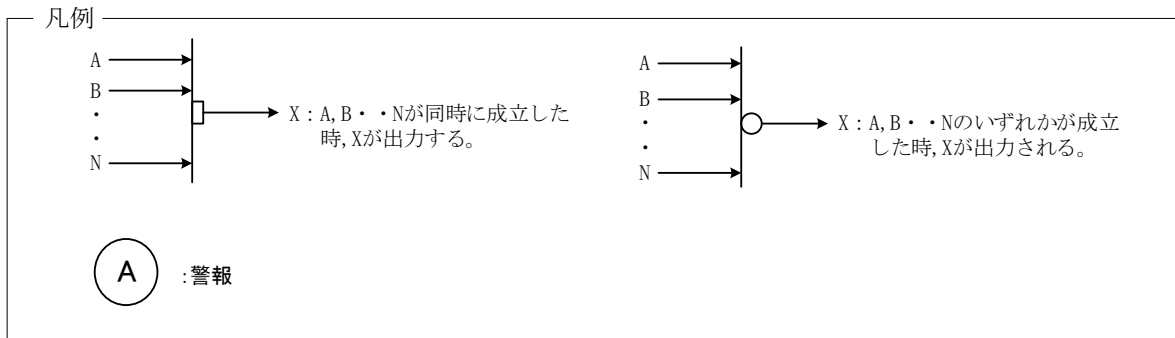 凡例
A
B
・
・
N
X：A,B・・Nが同時に成立した
時,Xが出力する。
A
B
・
・
N
X：A,B・・Nのいずれかが成立
した時,Xが出力される。
A
:警報